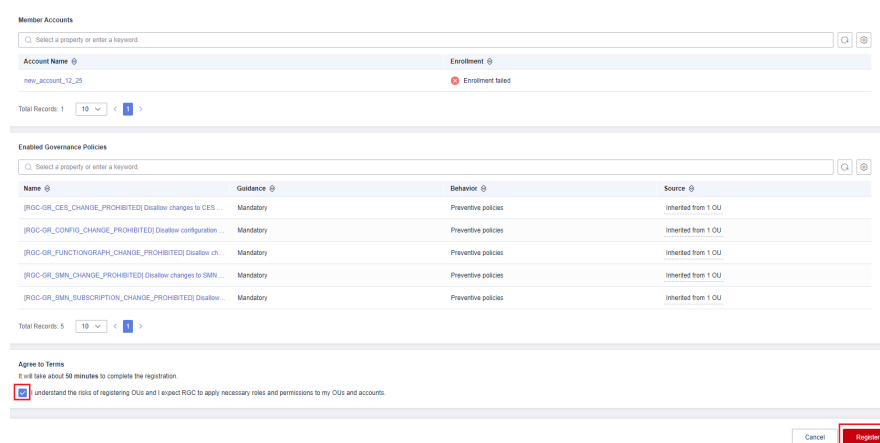 Member Accounts
Select a property or enter a keyword.
Account Name Enrollment
new_account_12_25 Enrollment failed
Total Records: 1 10 < 1 >
Enabled Governance Policies
Select a property or enter a keyword.
Name Guidance Behavior Source
[RGC-GR_CES_CHANGE_PROHIBITED] Disallow changes to CES ... Mandatory Preventive policies Inherited from 1 OU
[RGC-GR_CONFIG_CHANGE_PROHIBITED] Disallow configuration ... Mandatory Preventive policies Inherited from 1 OU
[RGC-GR_FUNCTIONGRAPH_CHANGE_PROHIBITED] Disallow ch... Mandatory Preventive policies Inherited from 1 OU
[RGC-GR_SMN_CHANGE_PROHIBITED] Disallow changes to SMN ... Mandatory Preventive policies Inherited from 1 OU
[RGC-GR_SMN_SUBSCRIPTION_CHANGE_PROHIBITED] Disallow... Mandatory Preventive policies Inherited from 1 OU
Total Records: 5 10 < 1 >
Agree to Terms
It will take about 50 minutes to complete the registration.
I understand the risks of registering OUs and I expect RGC to apply necessary roles and permissions to my OUs and accounts.
Cancel Register